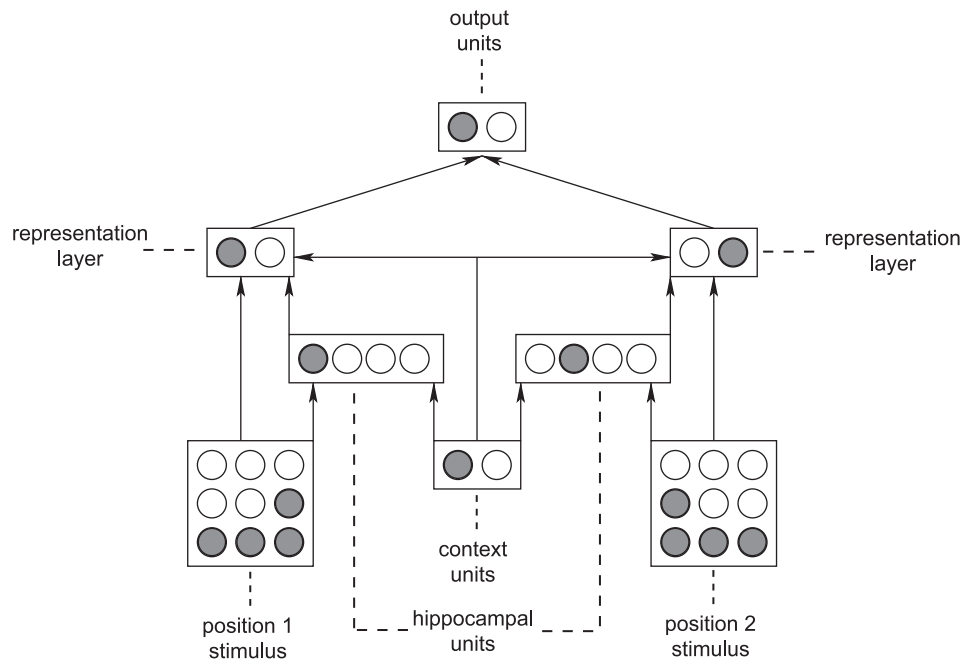 output
units
representation
layer
representation
layer
context
units
hippocampal
units
position 1
stimulus
position 2
stimulus